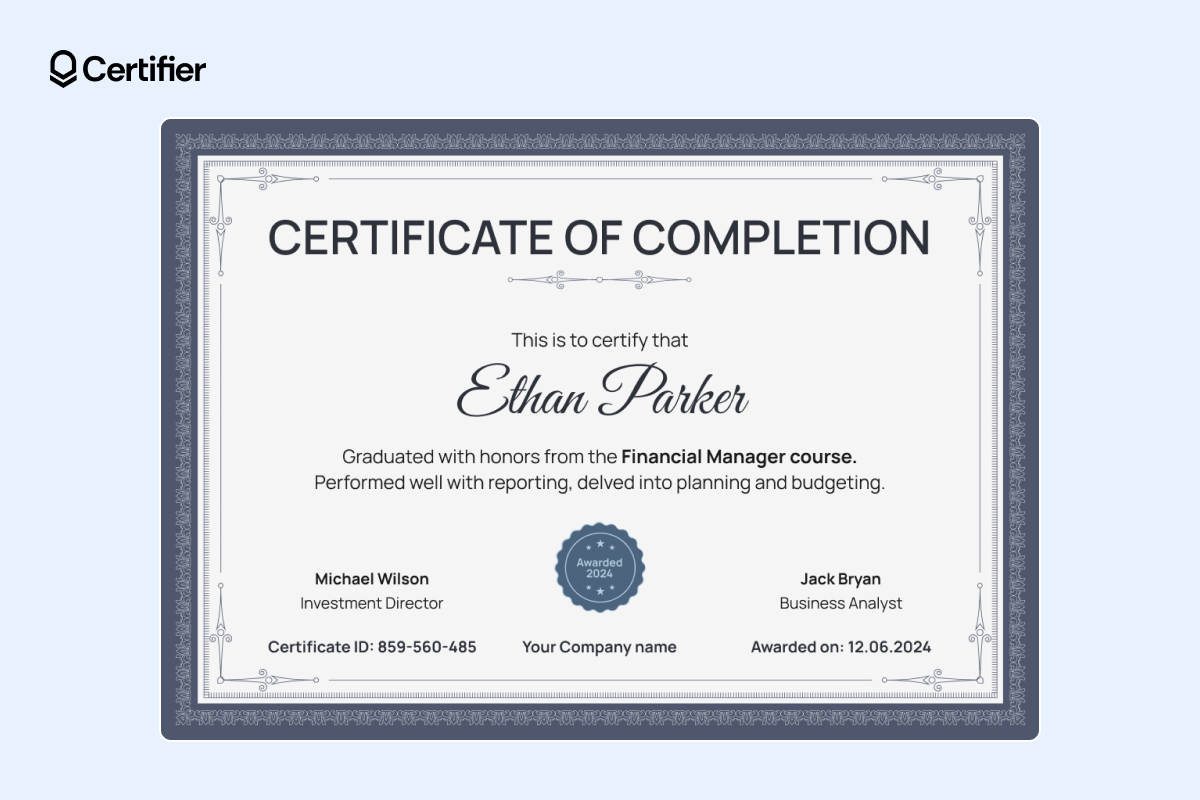 Certifier
CERTIFICATE OF COMPLETION
This is to certify that
Ethan Parker
Graduated with honors from the Financial Manager course.
Performed well with reporting, delved into planning and budgeting.
Awarded
2024
Michael Wilson
Investment Director
Jack Bryan
Business Analyst
Certificate ID: 859-560-485
Your Company name
Awarded on: 12.06.2024